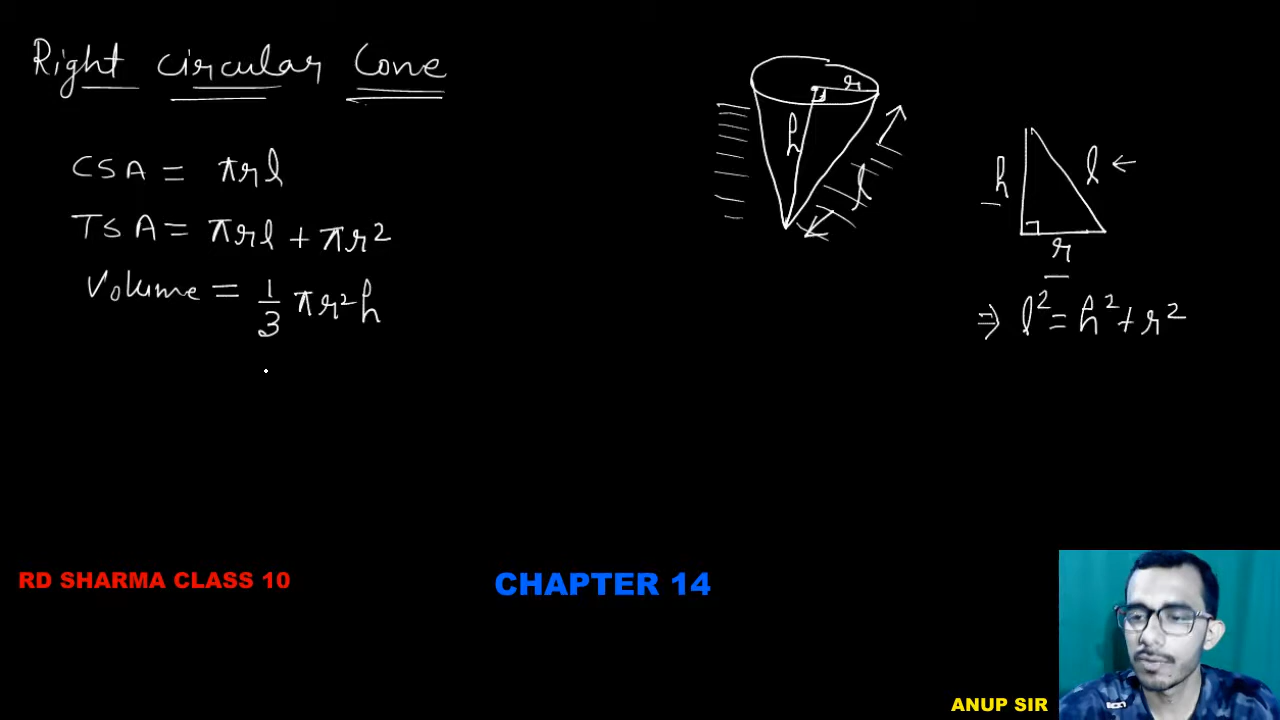 Right circular Cone
CSA = πrl
TSA = πrl + πr²
Volume = 1/3 πr²h
r
h
l
h
l ←
r
⇒ l² = h² + r²
RD SHARMA CLASS 10
CHAPTER 14
ANUP SIR